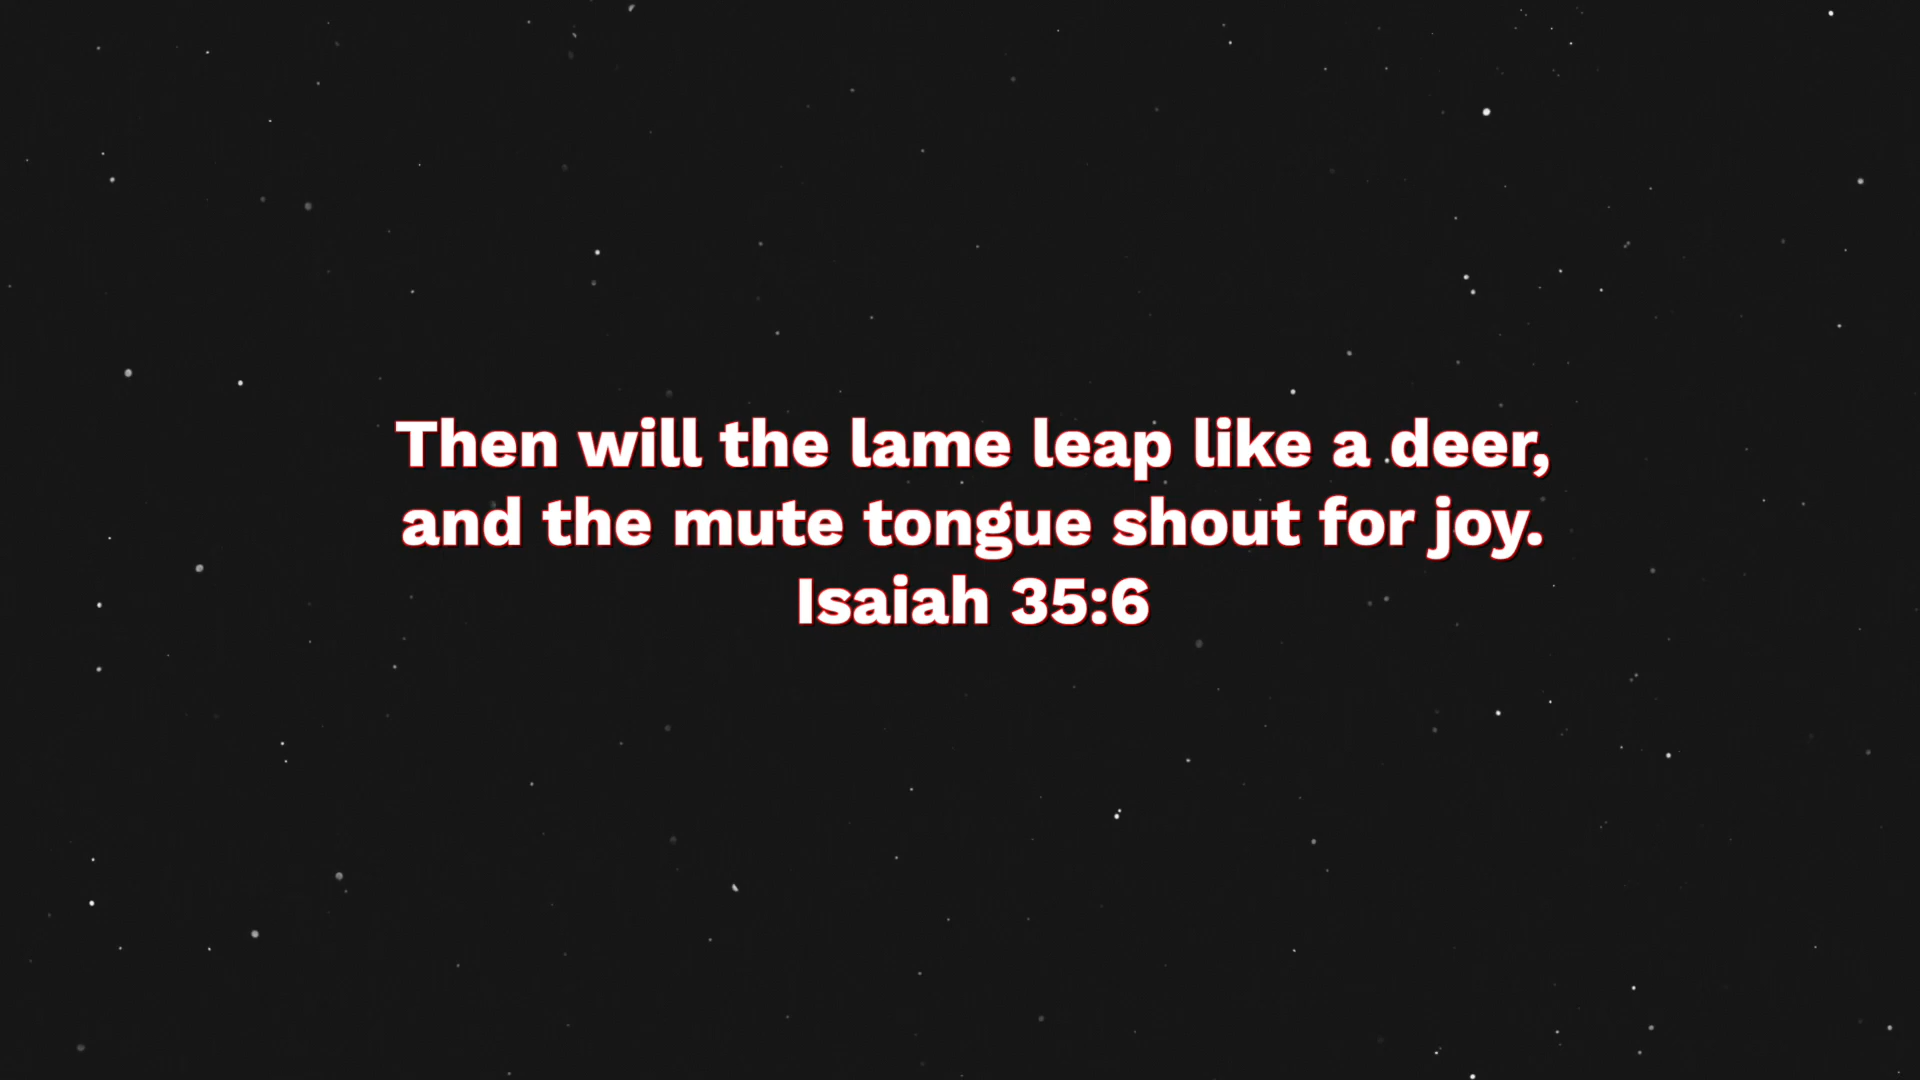 Then will the lame leap like a deer,
and the mute tongue shout for joy.
Isaiah 35:6